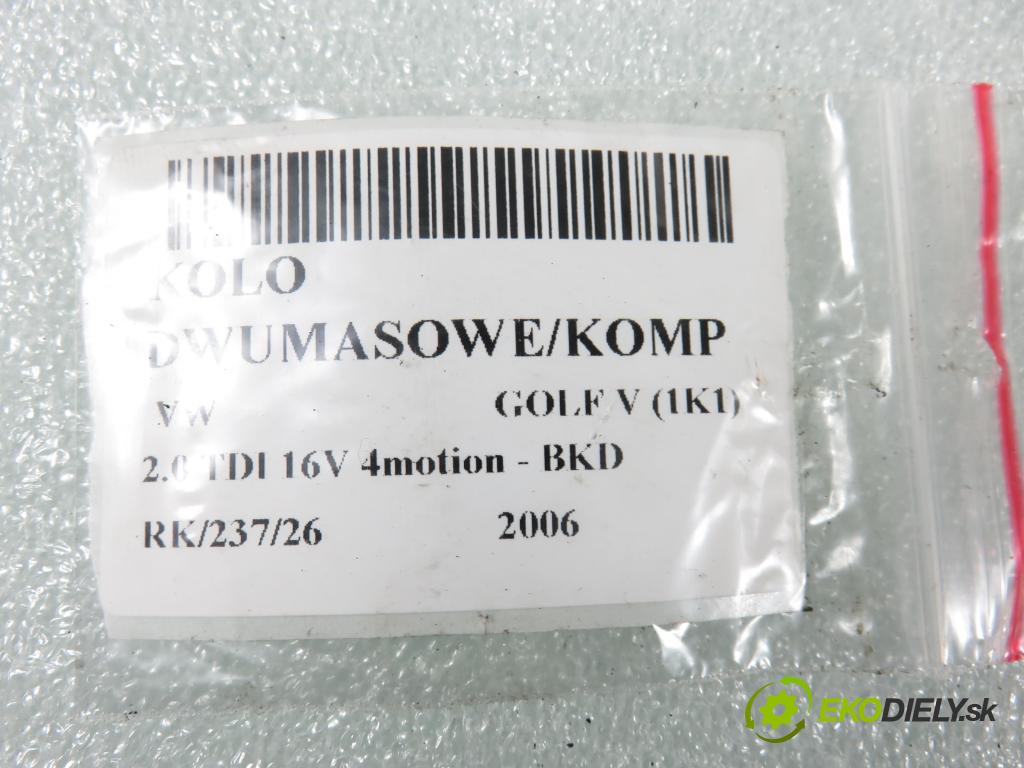 KOLO
DWUMASOWE/KOMP
VW GOLF V (1K1)
2.0 TDI 16V 4motion - BKD
RK/237/26 2006
EKODIELY.sk